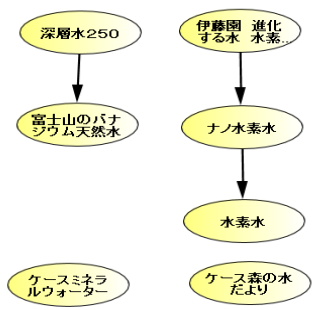 深層水250
伊藤園 進化
する水 水素...
富士山のバナ
ジウム天然水
ナノ水素水
水素水
ケースミネラ
ルウォーター
ケース森の水
だより